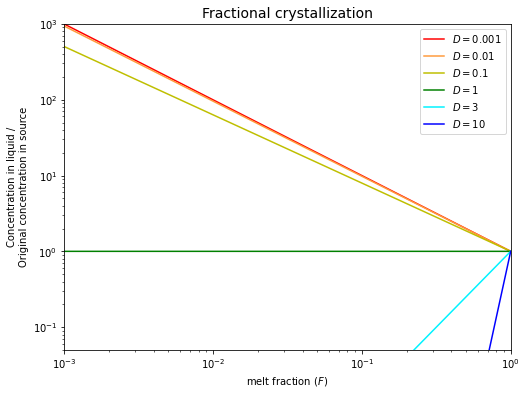 Fractional crystallization
Concentration in liquid /
Original concentration in source
10³
10²
10¹
10⁰
10⁻¹
10⁻³
10⁻²
10⁻¹
10⁰
melt fraction (F)
D = 0.001
D = 0.01
D = 0.1
D = 1
D = 3
D = 10